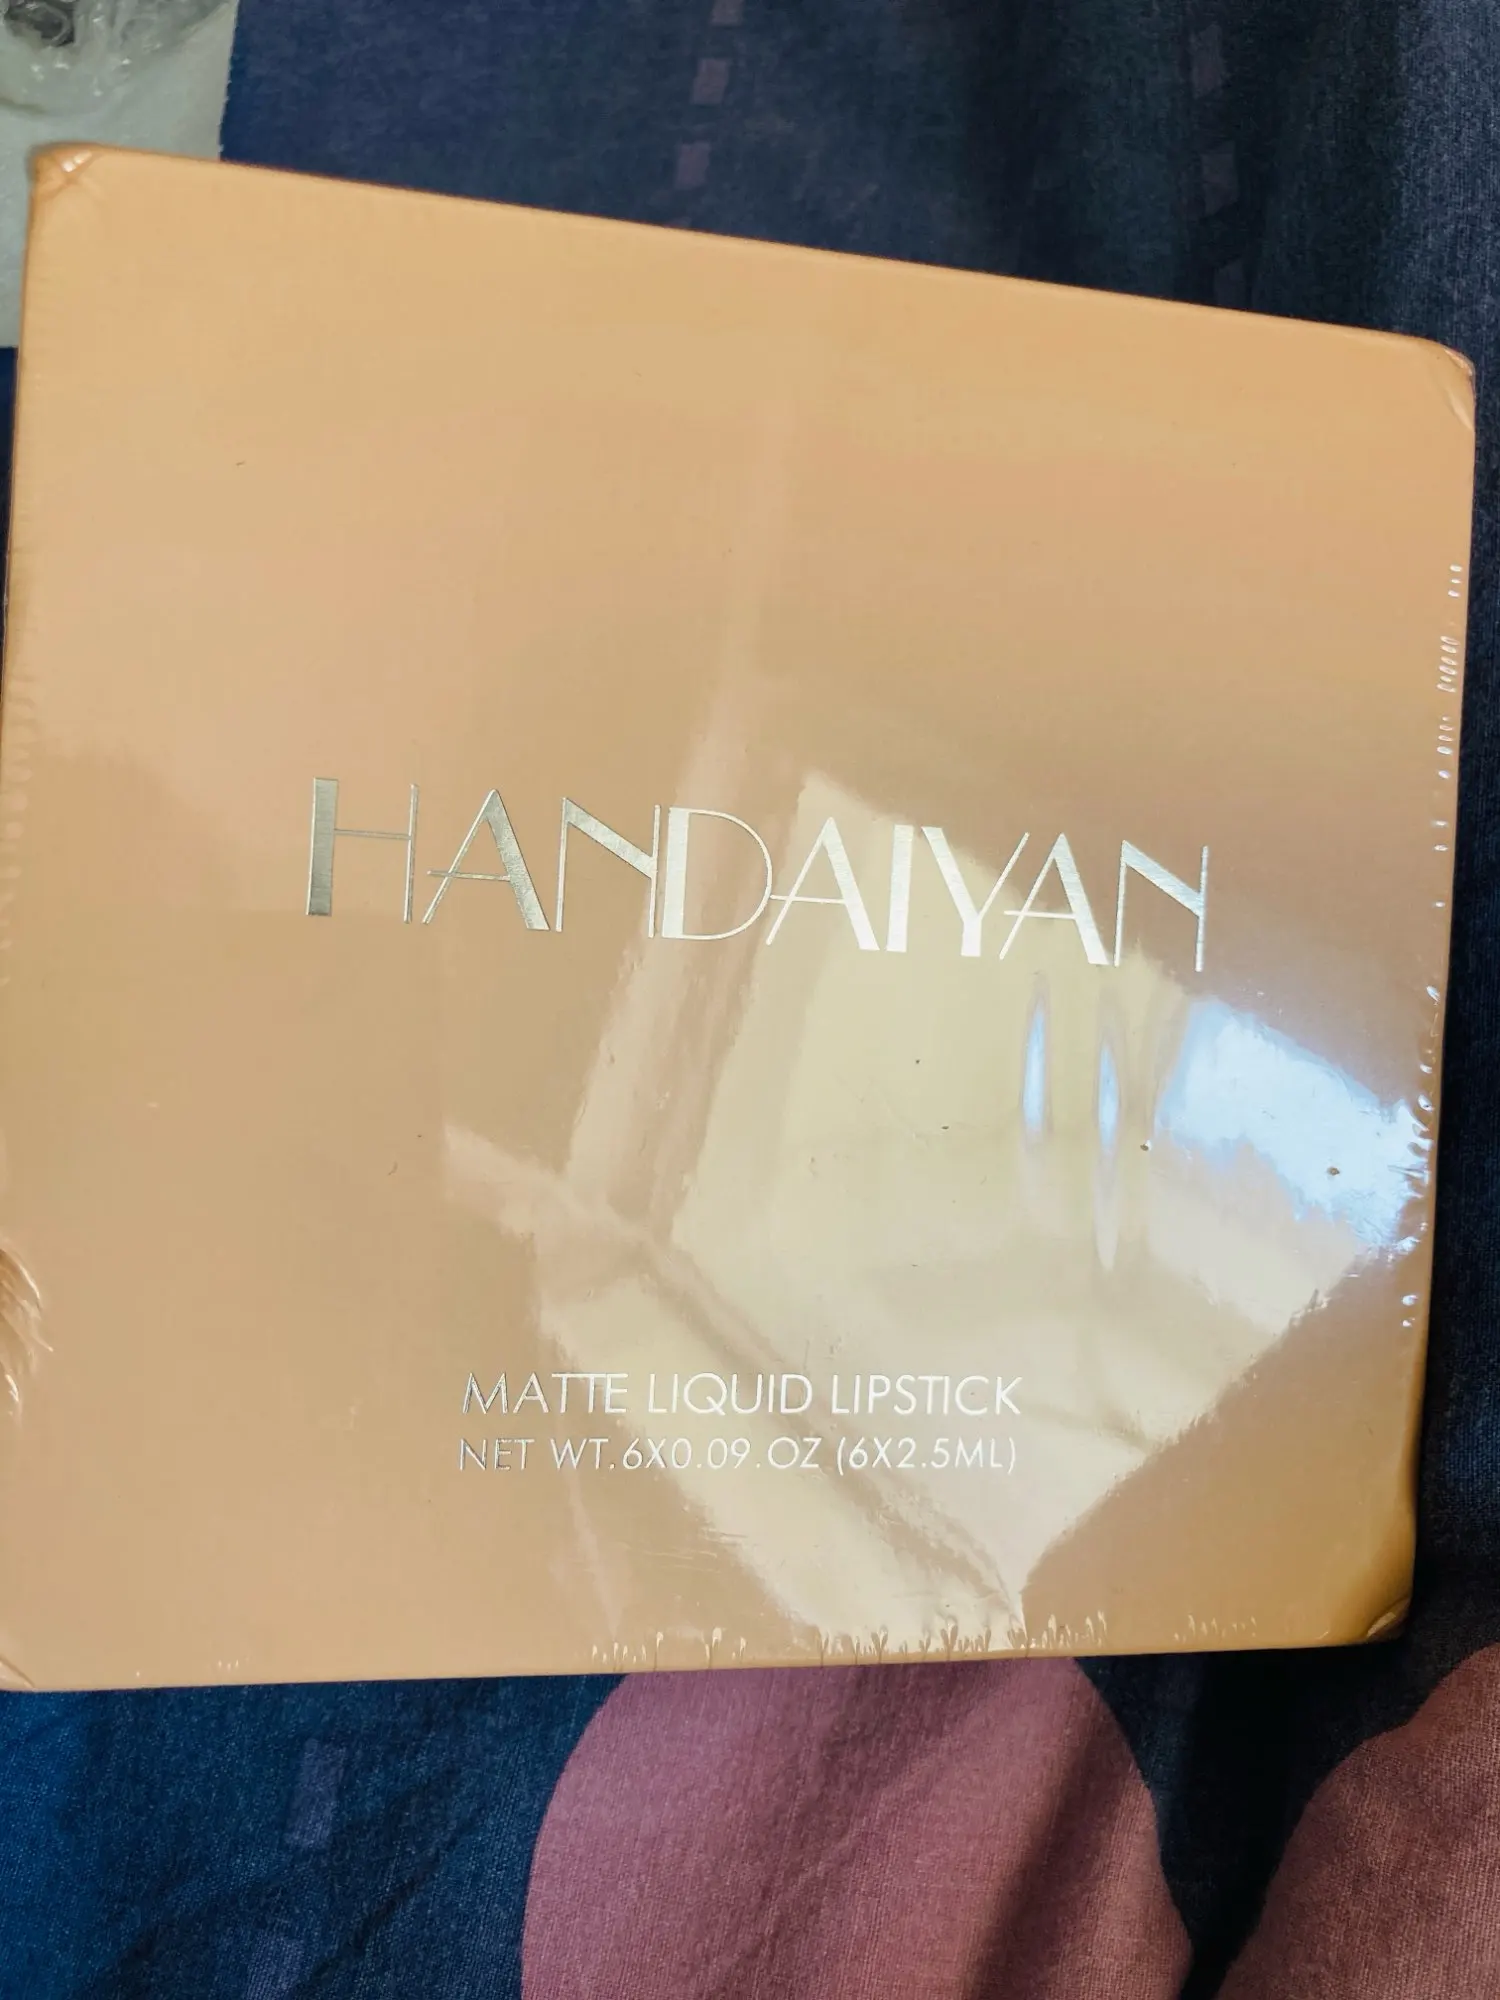 HANDAIYAN
MATTE LIQUID LIPSTICK
NET WT.6X0.09.OZ (6X2.5ML)